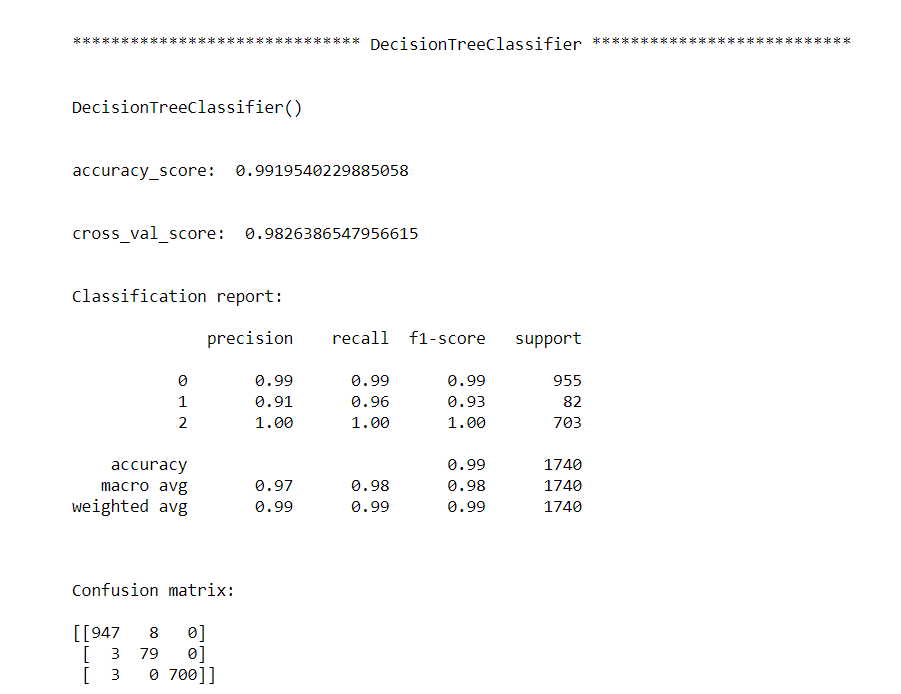 ****************************** DecisionTreeClassifier ***************************
DecisionTreeClassifier()
accuracy_score:  0.9919540229885058
cross_val_score:  0.9826386547956615
Classification report:
              precision    recall  f1-score   support
           0       0.99      0.99      0.99       955
           1       0.91      0.96      0.93        82
           2       1.00      1.00      1.00       703
    accuracy                           0.99      1740
   macro avg       0.97      0.98      0.98      1740
weighted avg       0.99      0.99      0.99      1740
Confusion matrix:
[[947   8   0]
 [  3  79   0]
 [  3   0 700]]